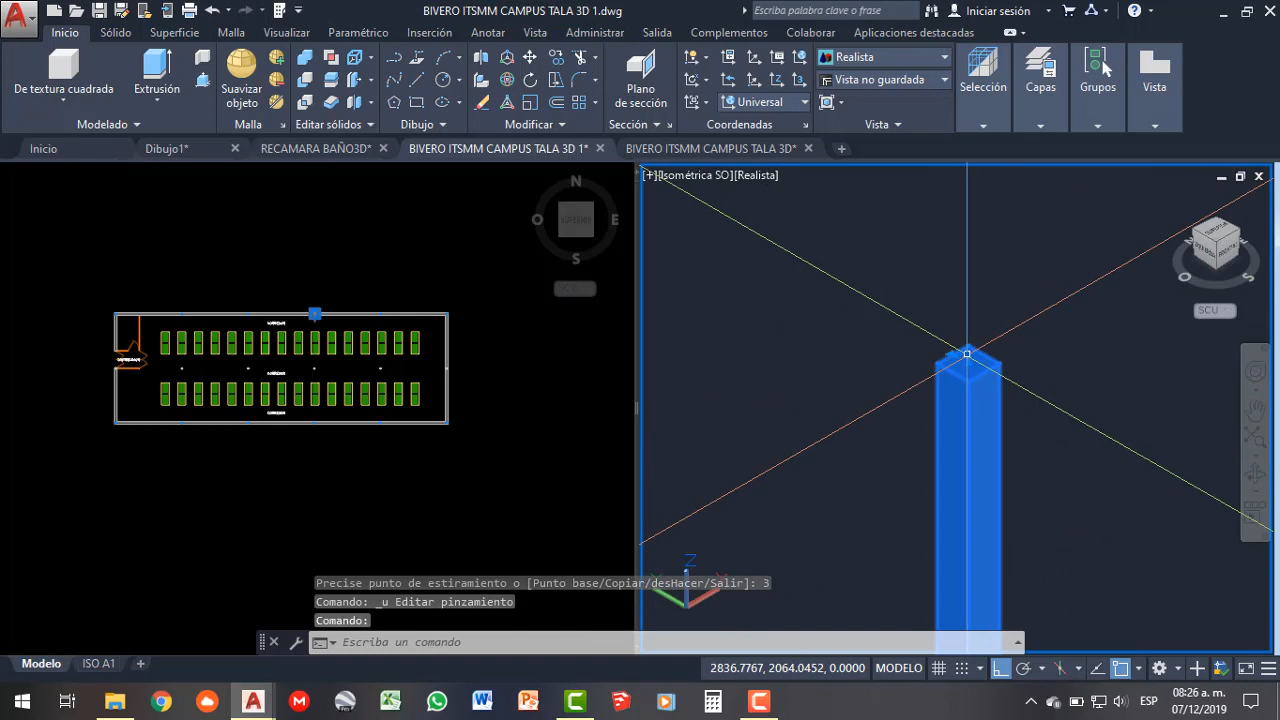 BIVERO ITSMM CAMPUS TALA 3D 1.dwg
Escriba palabra clave o frase
Iniciar sesión
Inicio Sólido Superficie Malla Visualizar Paramétrico Inserción Anotar Vista Administrar Salida Complementos Colaborar Aplicaciones destacadas
De textura cuadrada
Extrusión
Suavizar objeto
Plano de sección
Realista
Vista no guardada
Universal
Selección
Capas
Grupos
Vista
Modelado
Malla
Editar sólidos
Dibujo
Modificar
Sección
Coordenadas
Vista
Inicio
Dibujo1*
RECAMARA BAÑO3D*
BIVERO ITSMM CAMPUS TALA 3D 1*
BIVERO ITSMM CAMPUS TALA 3D*
[+][Isométrica SO][Realista]
N
O
SUPERIOR
E
S
O
S
SCU
Z
Precise punto de estiramiento o [Punto base/Copiar/desHacer/Salir]: 3
Comando: _u Editar pinzamiento
Comando:
Escriba un comando
Modelo
ISO A1
2836.7767, 2064.0452, 0.0000
MODELO
ESP
08:26 a. m.
07/12/2019